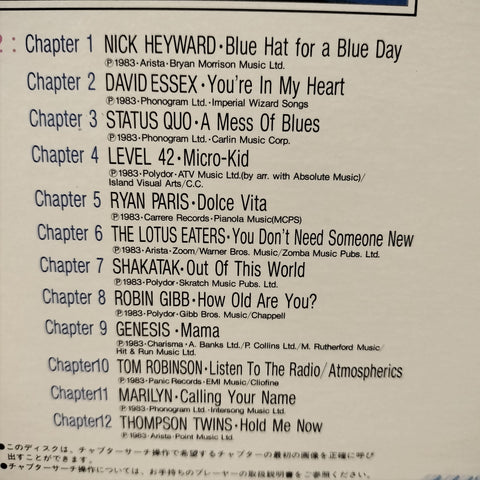 2: Chapter 1 NICK HEYWARD・Blue Hat for a Blue Day
Ⓟ1983・Arista・Bryan Morrison Music Ltd.
Chapter 2 DAVID ESSEX・You're In My Heart
Ⓟ1983・Phonogram Ltd.・Imperial Wizard Songs
Chapter 3 STATUS QUO・A Mess Of Blues
Ⓟ1983・Phonogram Ltd.・Carlin Music Corp.
Chapter 4 LEVEL 42・Micro-Kid
Ⓟ1983・Polydor・ATV Music Ltd.(by arr. with Absolute Music)/
Island Visual Arts/C.C.
Chapter 5 RYAN PARIS・Dolce Vita
Ⓟ1983・Carrere Records・Pianola Music(MCPS)
Chapter 6 THE LOTUS EATERS・You Don't Need Someone New
Ⓟ1983・Arista・Zoom/Warner Bros. Music/Zomba Music Pubs. Ltd.
Chapter 7 SHAKATAK・Out Of This World
Ⓟ1983・Polydor・Skratch Music Pubs. Ltd.
Chapter 8 ROBIN GIBB・How Old Are You?
Ⓟ1983・Polydor・Gibb Bros. Music/Chappell
Chapter 9 GENESIS・Mama
Ⓟ1983・Charisma・A. Banks Ltd./P. Collins Ltd./M. Rutherford Music/
Hit & Run Music Ltd.
Chapter10 TOM ROBINSON・Listen To The Radio/Atmospherics
Ⓟ1983・Panic Records・EMI Music/Cliofine
Chapter11 MARILYN・Calling Your Name
Ⓟ1983・Phonogram Ltd.・Intersong Music Ltd.
Chapter12 THOMPSON TWINS・Hold Me Now
Ⓟ1983・Arista・Point Music Ltd.
●このディスクは、チャプターサーチ操作で希望するチャプターの最初の画像を正確に呼び
出すことができます。
●チャプターサーチ操作については、お手持ちのプレーヤーの取扱説明書をご参照ください。